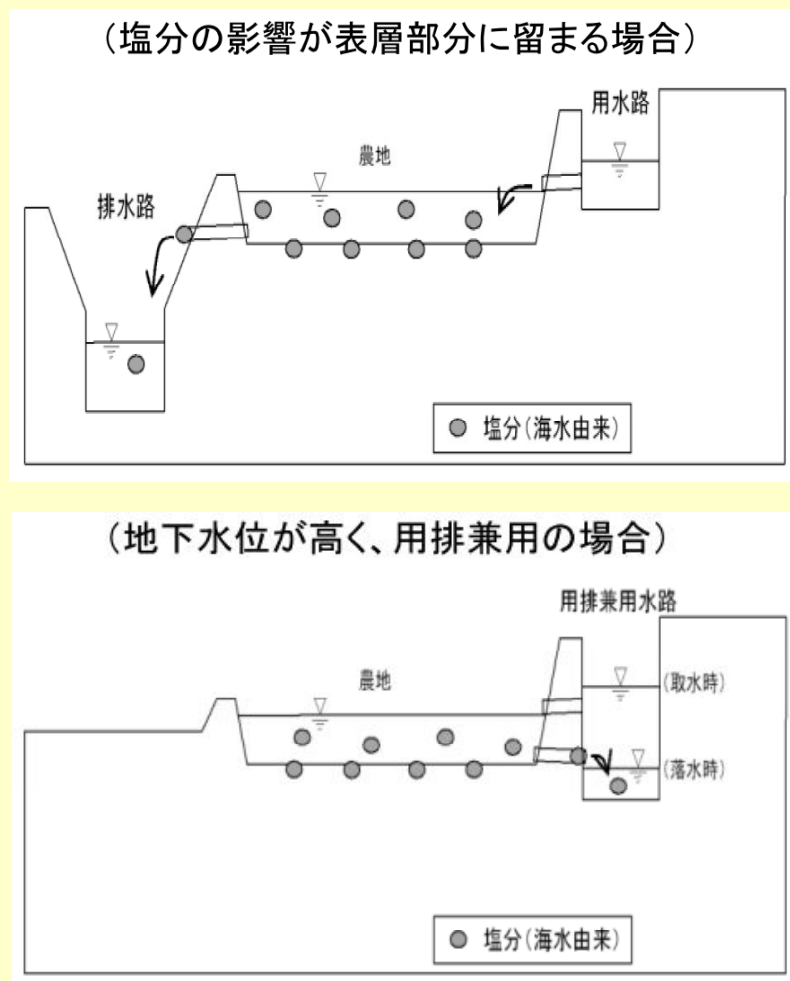 （塩分の影響が表層部分に留まる場合）
用水路
農地
排水路
塩分（海水由来）
（地下水位が高く、用排兼用の場合）
用排兼用水路
農地
（取水時）
（落水時）
塩分（海水由来）